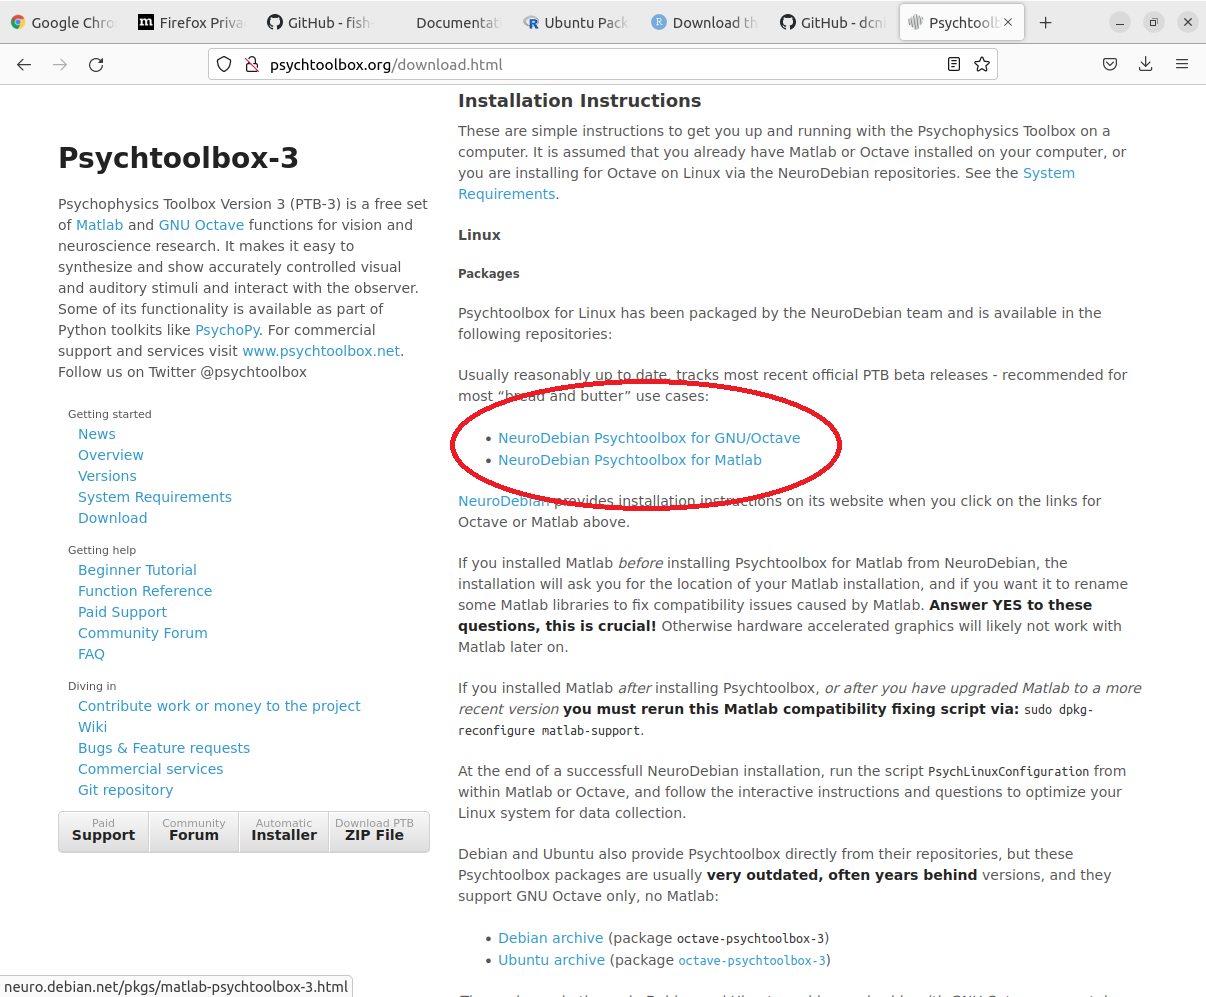 Google Chro
Firefox Priva
GitHub - fish-
Documentat
Ubuntu Pack
Download th
GitHub - dcni
Psychtoolb
psychtoolbox.org/download.html
Psychtoolbox-3
Psychophysics Toolbox Version 3 (PTB-3) is a free set
of Matlab and GNU Octave functions for vision and
neuroscience research. It makes it easy to
synthesize and show accurately controlled visual
and auditory stimuli and interact with the observer.
Some of its functionality is available as part of
Python toolkits like PsychoPy. For commercial
support and services visit www.psychtoolbox.net.
Follow us on Twitter @psychtoolbox
Getting started
News
Overview
Versions
System Requirements
Download
Getting help
Beginner Tutorial
Function Reference
Paid Support
Community Forum
FAQ
Diving in
Contribute work or money to the project
Wiki
Bugs & Feature requests
Commercial services
Git repository
Paid
Support
Community
Forum
Automatic
Installer
Download PTB
ZIP File
Installation Instructions
These are simple instructions to get you up and running with the Psychophysics Toolbox on a
computer. It is assumed that you already have Matlab or Octave installed on your computer, or
you are installing for Octave on Linux via the NeuroDebian repositories. See the System
Requirements.
Linux
Packages
Psychtoolbox for Linux has been packaged by the NeuroDebian team and is available in the
following repositories:
Usually reasonably up to date, tracks most recent official PTB beta releases - recommended for
most “bread and butter” use cases:
• NeuroDebian Psychtoolbox for GNU/Octave
• NeuroDebian Psychtoolbox for Matlab
NeuroDebian provides installation instructions on its website when you click on the links for
Octave or Matlab above.
If you installed Matlab before installing Psychtoolbox for Matlab from NeuroDebian, the
installation will ask you for the location of your Matlab installation, and if you want it to rename
some Matlab libraries to fix compatibility issues caused by Matlab. Answer YES to these
questions, this is crucial! Otherwise hardware accelerated graphics will likely not work with
Matlab later on.
If you installed Matlab after installing Psychtoolbox, or after you have upgraded Matlab to a more
recent version you must rerun this Matlab compatibility fixing script via: sudo dpkg-
reconfigure matlab-support.
At the end of a successfull NeuroDebian installation, run the script PsychLinuxConfiguration from
within Matlab or Octave, and follow the interactive instructions and questions to optimize your
Linux system for data collection.
Debian and Ubuntu also provide Psychtoolbox directly from their repositories, but these
Psychtoolbox packages are usually very outdated, often years behind versions, and they
support GNU Octave only, no Matlab:
• Debian archive (package octave-psychtoolbox-3)
• Ubuntu archive (package octave-psychtoolbox-3)
neuro.debian.net/pkgs/matlab-psychtoolbox-3.html